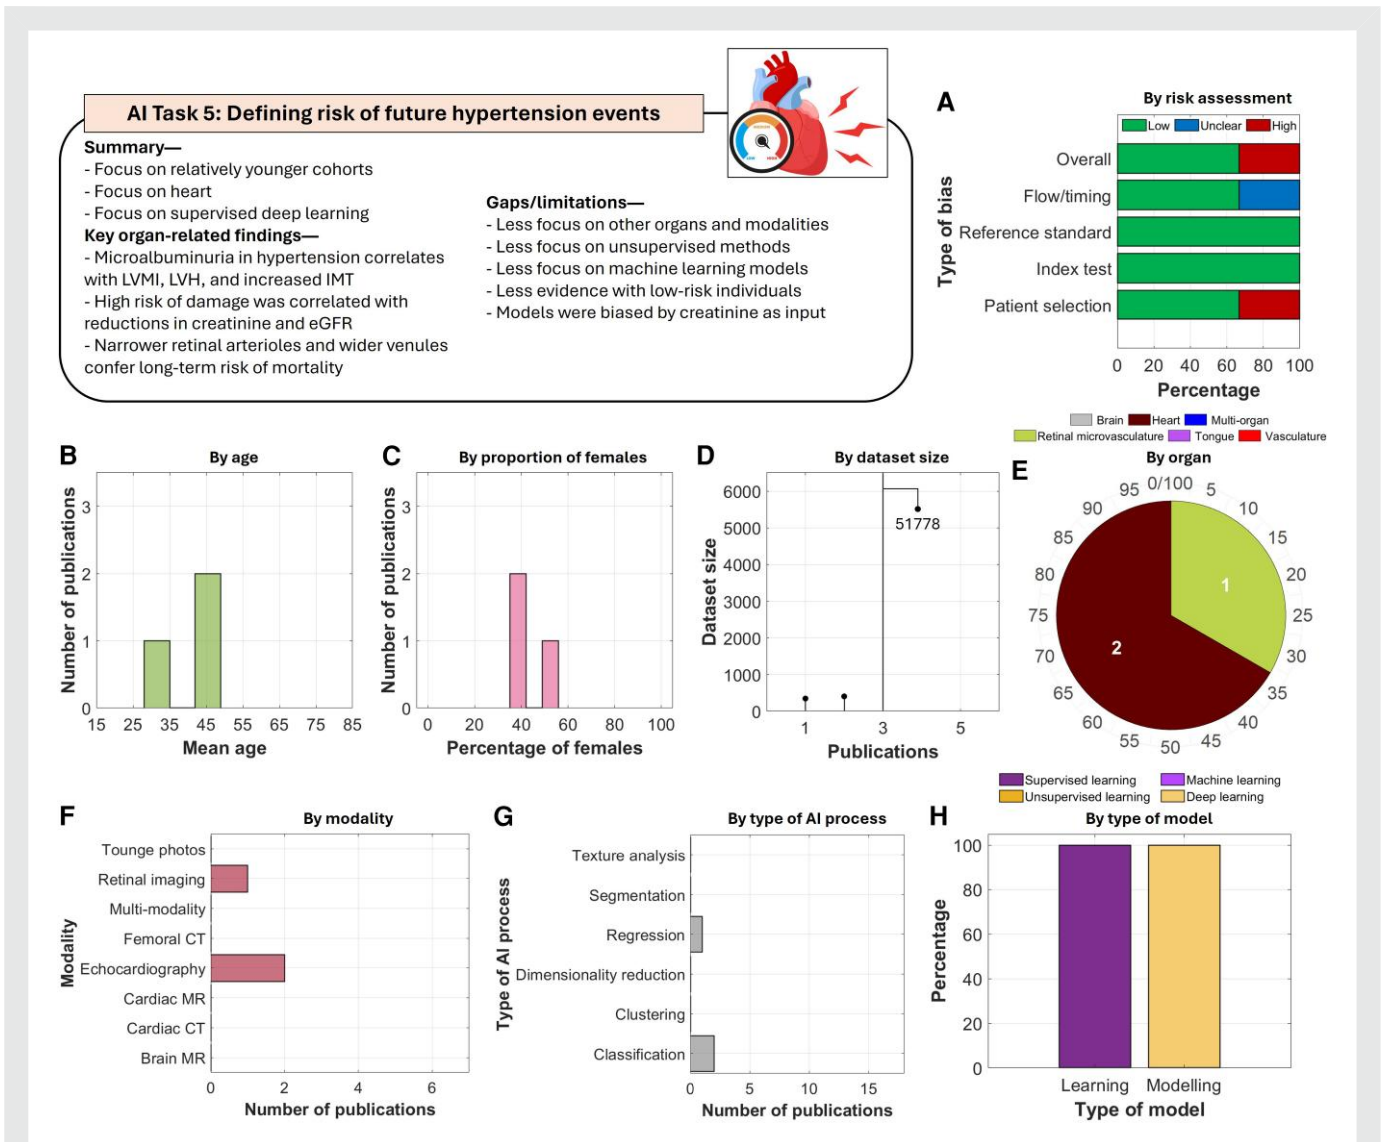 AI Task 5: Defining risk of future hypertension events
Summary—
- Focus on relatively younger cohorts
- Focus on heart
- Focus on supervised deep learning
Key organ-related findings—
- Microalbuminuria in hypertension correlates
with LVMI, LVH, and increased IMT
- High risk of damage was correlated with
reductions in creatinine and eGFR
- Narrower retinal arterioles and wider venules
confer long-term risk of mortality
Gaps/limitations—
- Less focus on other organs and modalities
- Less focus on unsupervised methods
- Less focus on machine learning models
- Less evidence with low-risk individuals
- Models were biased by creatinine as input
A
By risk assessment
Low Unclear High
Type of bias
Overall
Flow/timing
Reference standard
Index test
Patient selection
0 20 40 60 80 100
Percentage
B
By age
Number of publications
3
2
1
0
15 25 35 45 55 65 75 85
Mean age
C
By proportion of females
Number of publications
3
2
1
0
0 20 40 60 80 100
Percentage of females
D
By dataset size
Dataset size
6000
5000
4000
3000
2000
1000
0
51778
1 3 5
Publications
Brain Heart Multi-organ
Retinal microvasculature Tongue Vasculature
E
By organ
0/100
5
10
15
20
25
30
35
40
45
50
55
60
65
70
75
80
85
90
95
1
2
F
By modality
Modality
Tounge photos
Retinal imaging
Multi-modality
Femoral CT
Echocardiography
Cardiac MR
Cardiac CT
Brain MR
0 2 4 6
Number of publications
G
By type of AI process
Type of AI process
Texture analysis
Segmentation
Regression
Dimensionality reduction
Clustering
Classification
0 5 10 15
Number of publications
Supervised learning Machine learning
Unsupervised learning Deep learning
H
By type of model
Percentage
100
80
60
40
20
0
Learning Modelling
Type of model